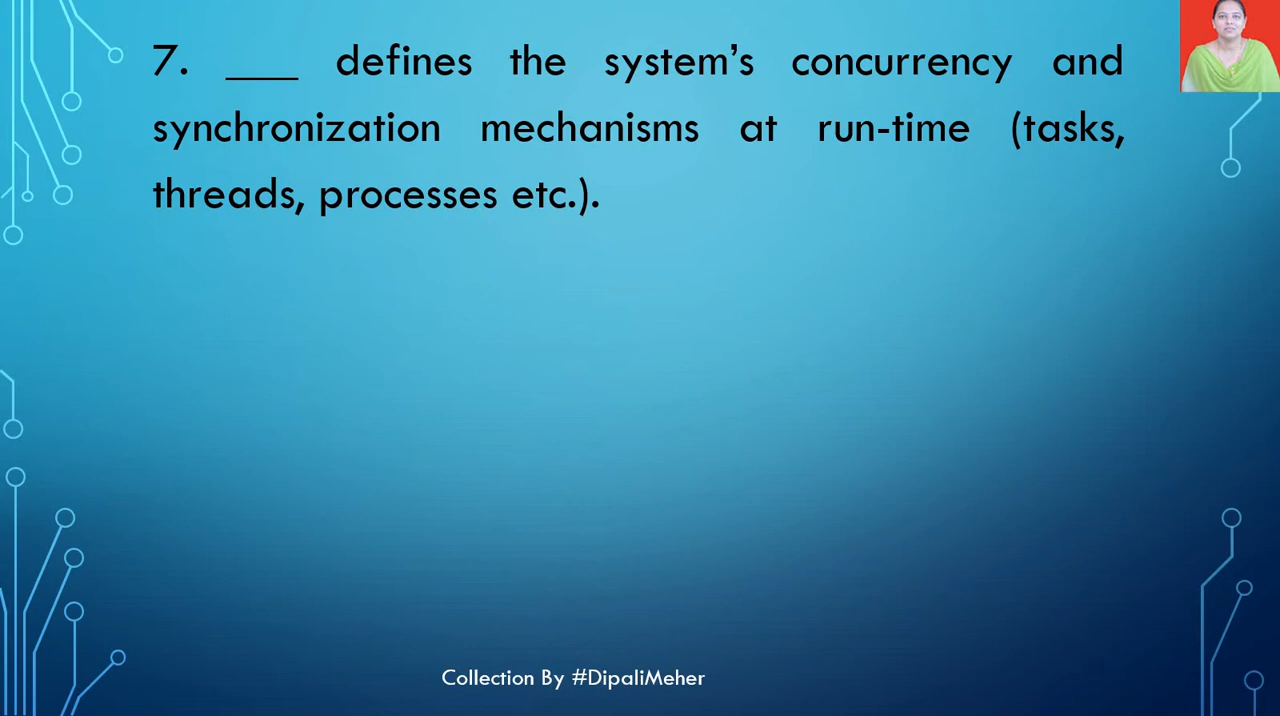 7. ___ defines the system’s concurrency and
synchronization mechanisms at run-time (tasks,
threads, processes etc.).
Collection By #DipaliMeher